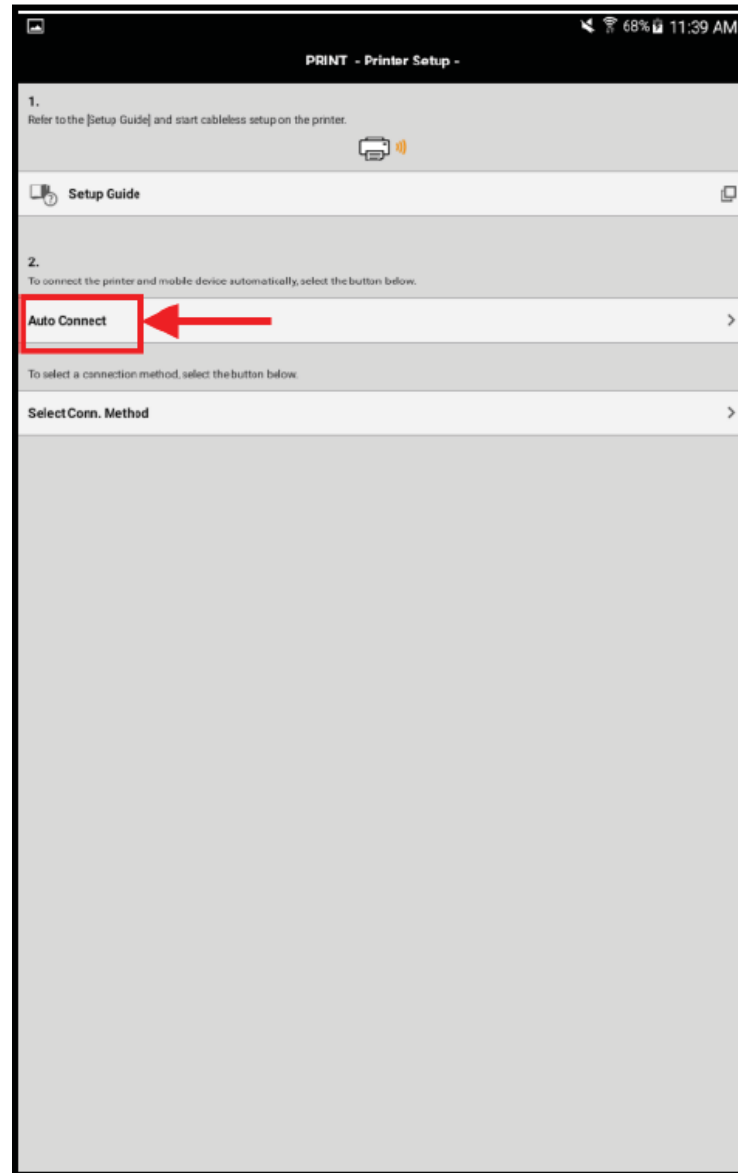 68% 11:39 AM
PRINT - Printer Setup -
1.
Refer to the [Setup Guide] and start cableless setup on the printer.
Setup Guide
2.
To connect the printer and mobile device automatically, select the button below.
Auto Connect
To select a connection method, select the button below.
Select Conn. Method